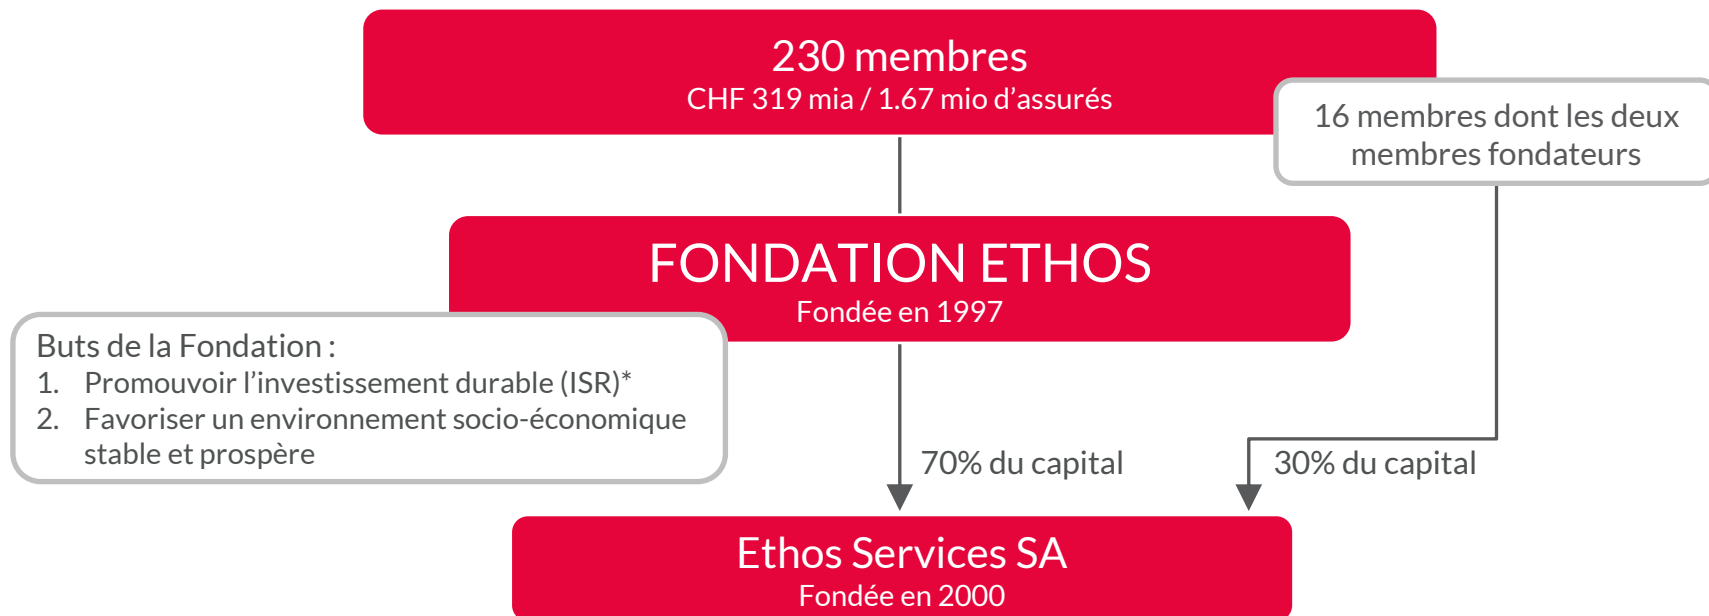 230 membres
CHF 319 mia / 1.67 mio d’assurés
16 membres dont les deux
membres fondateurs
FONDATION ETHOS
Fondée en 1997
Buts de la Fondation :
1. Promouvoir l’investissement durable (ISR)*
2. Favoriser un environnement socio-économique
stable et prospère
70% du capital
30% du capital
Ethos Services SA
Fondée en 2000